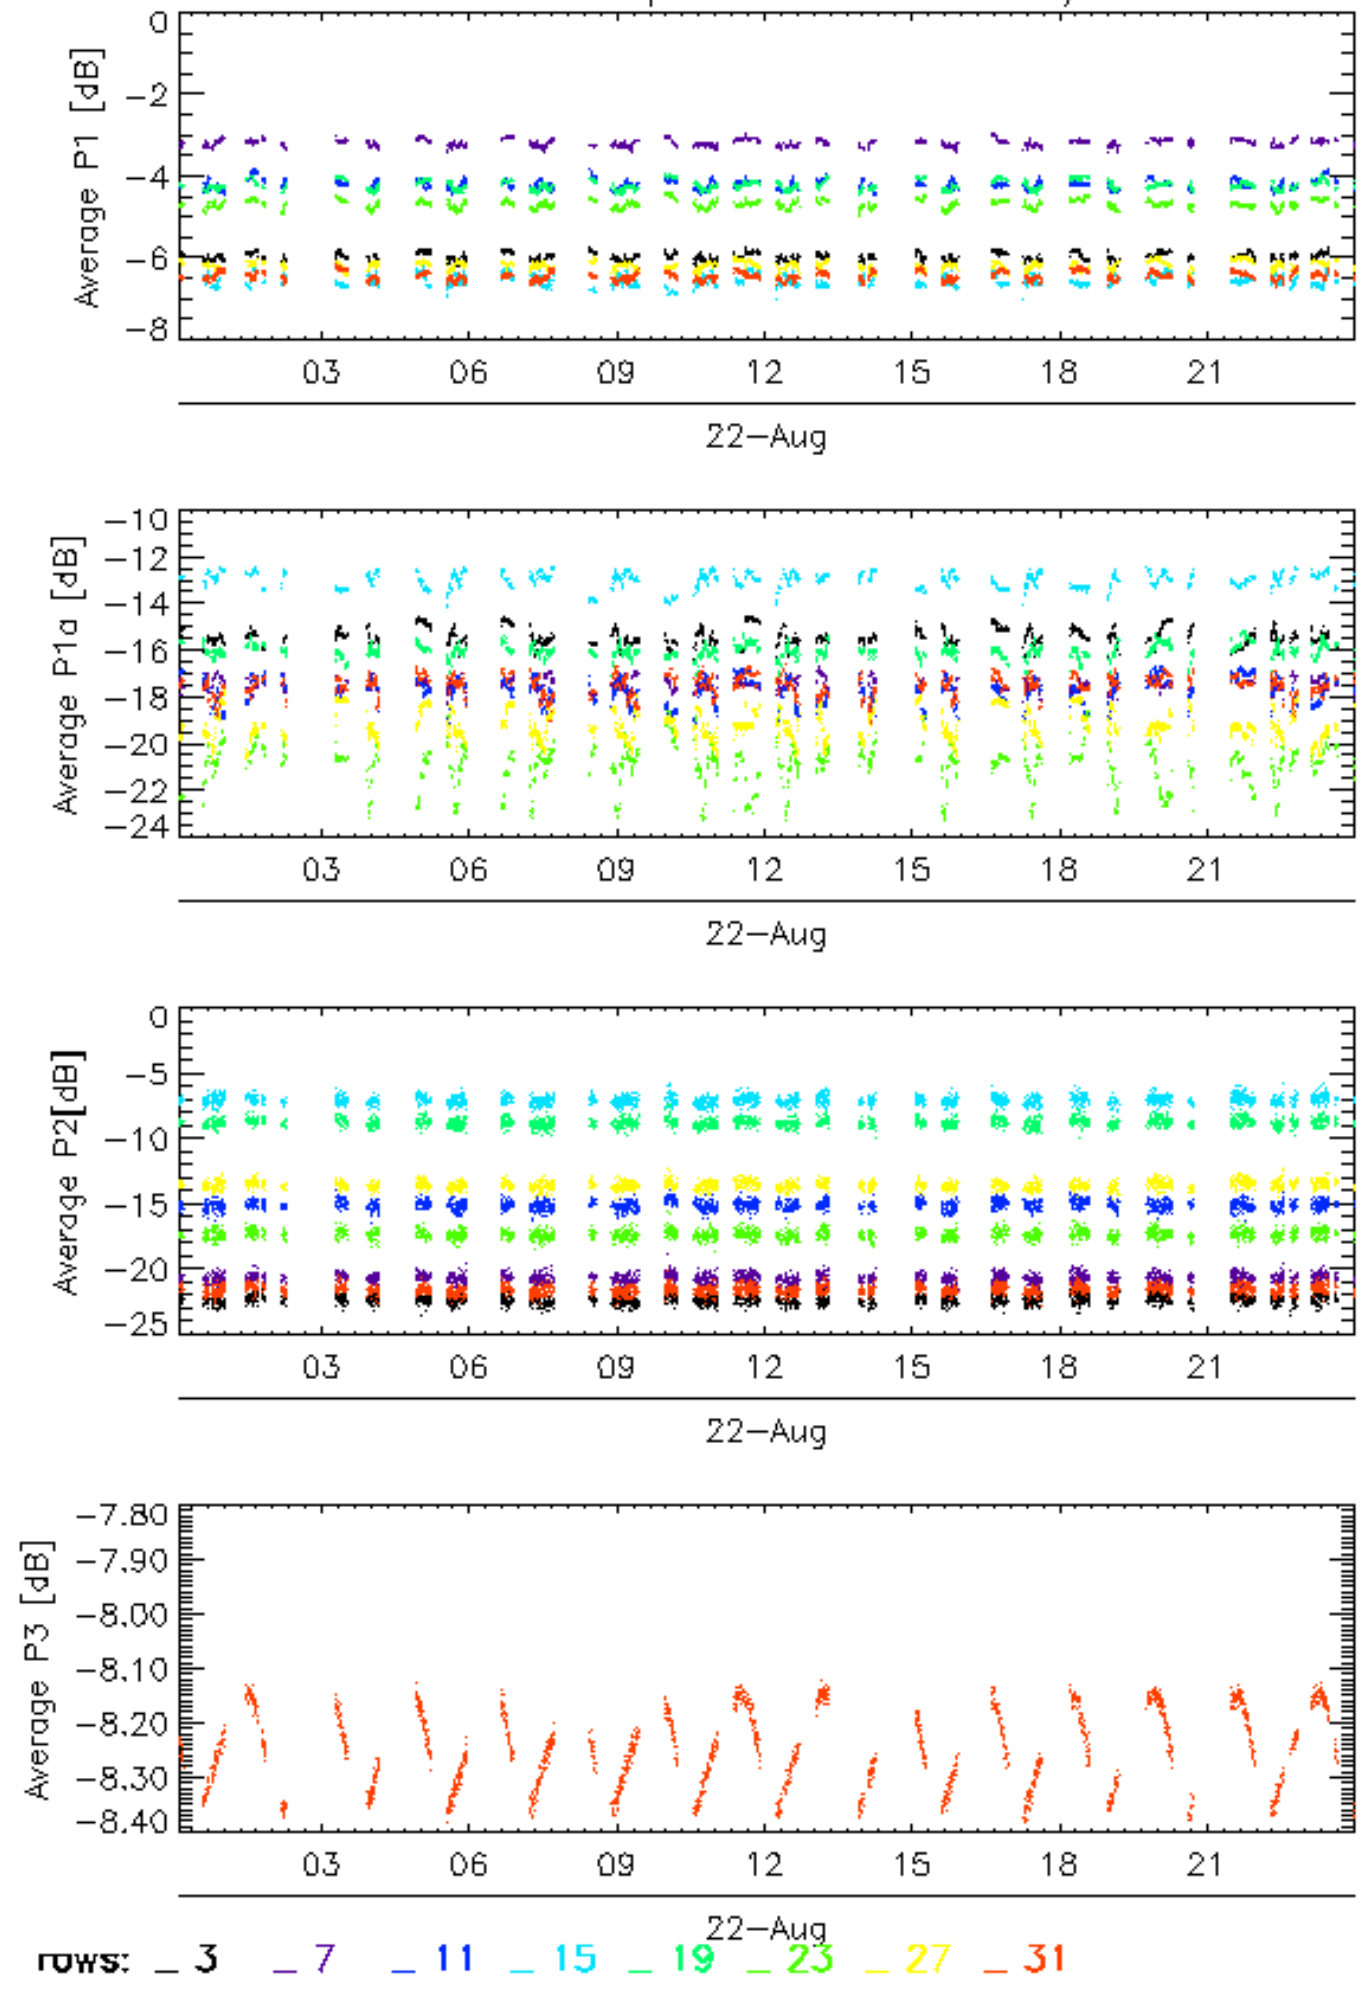 0
-2
-4
-6
-8
Average P1 [dB]
03 06 09 12 15 18 21
22-Aug
-10
-12
-14
-16
-18
-20
-22
-24
Average P1a [dB]
03 06 09 12 15 18 21
22-Aug
0
-5
-10
-15
-20
-25
Average P2[dB]
03 06 09 12 15 18 21
22-Aug
-7.80
-7.90
-8.00
-8.10
-8.20
-8.30
-8.40
Average P3 [dB]
03 06 09 12 15 18 21
22-Aug
rows: _ 3 _ 7 _ 11 _ 15 _ 19 _ 23 _ 27 _ 31